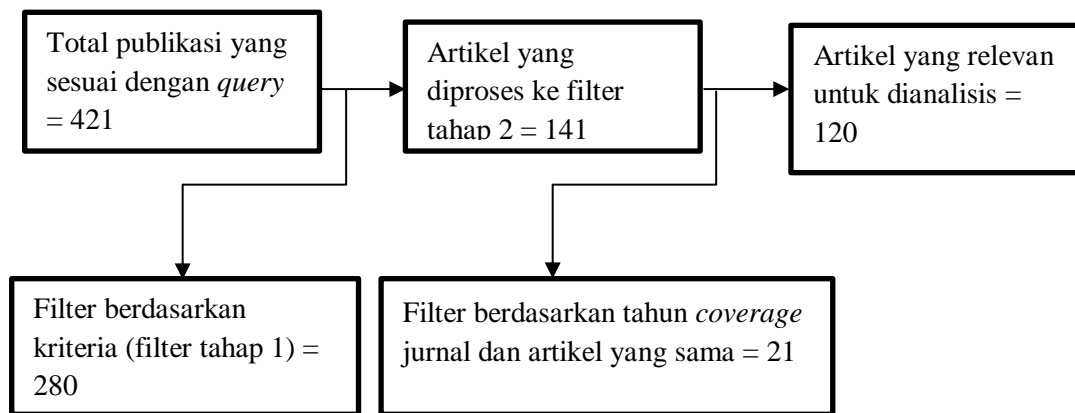 Total publikasi yang
sesuai dengan query
= 421
Artikel yang
diproses ke filter
tahap 2 = 141
Artikel yang relevan
untuk dianalisis =
120
Filter berdasarkan
kriteria (filter tahap 1) =
280
Filter berdasarkan tahun coverage
jurnal dan artikel yang sama = 21